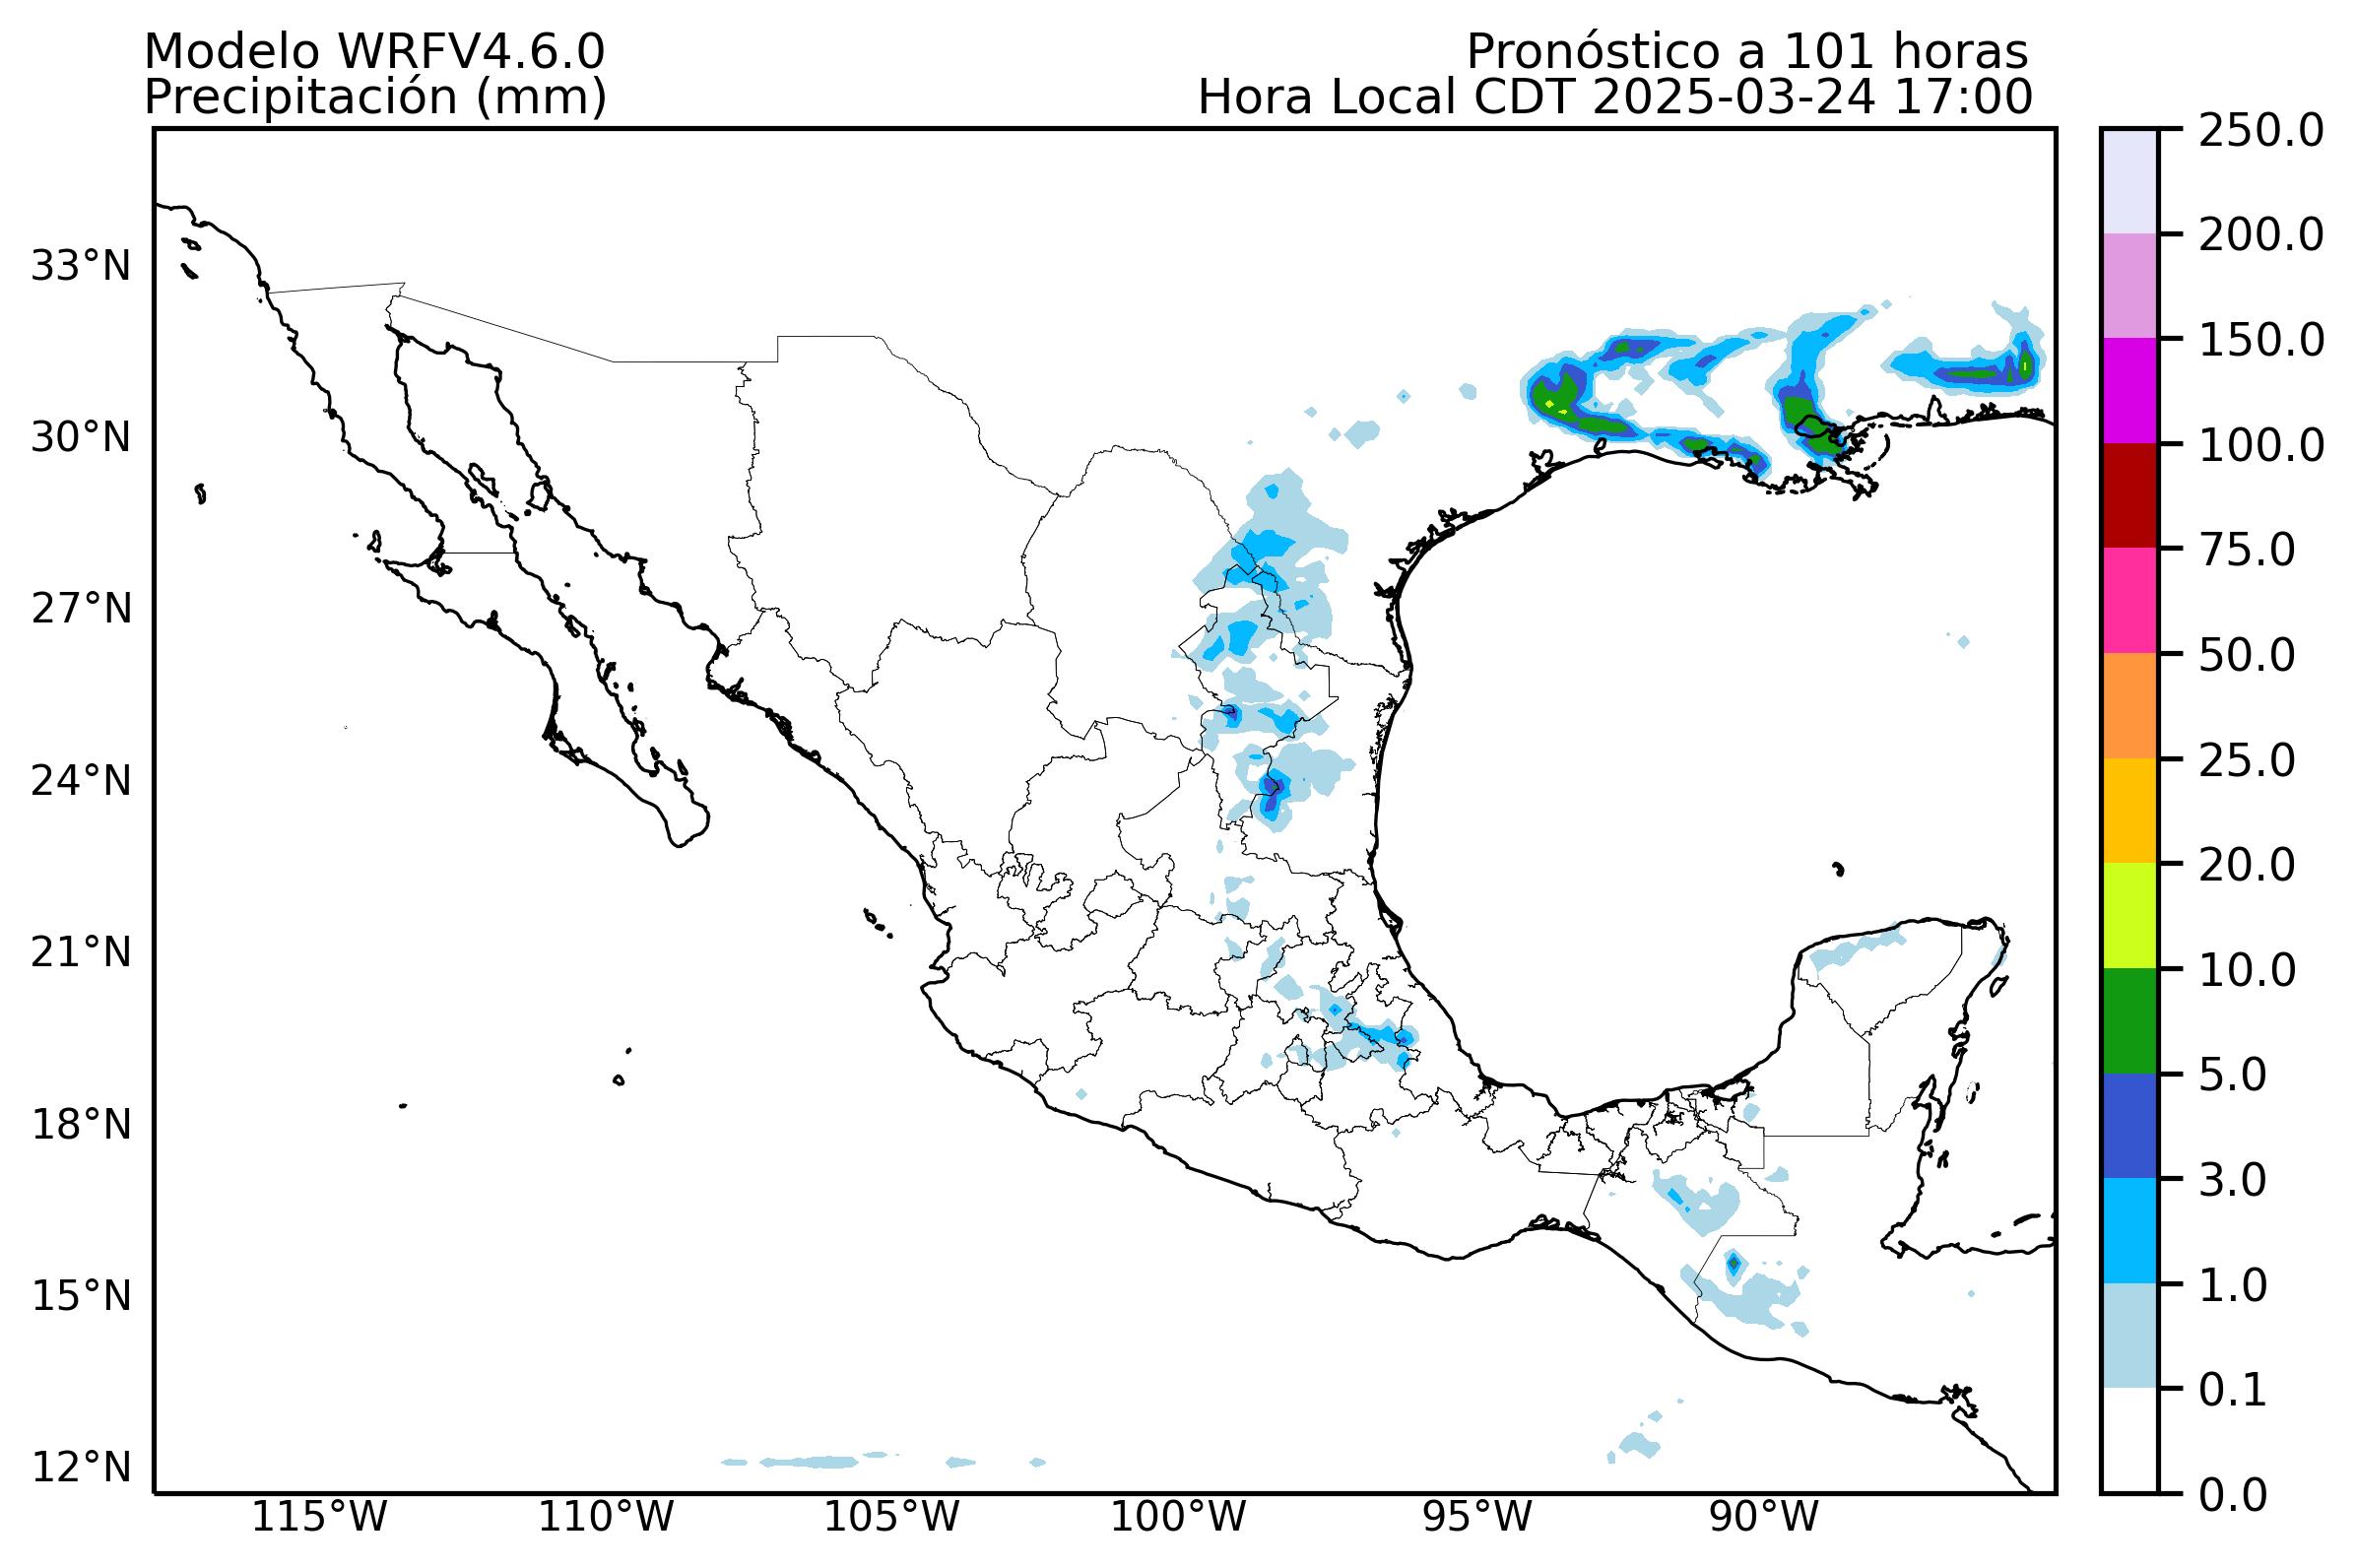 Modelo WRFV4.6.0
Pronóstico a 101 horas
Precipitación (mm)
Hora Local CDT 2025-03-24 17:00
33°N
30°N
27°N
24°N
21°N
18°N
15°N
12°N
115°W
110°W
105°W
100°W
95°W
90°W
250.0
200.0
150.0
100.0
75.0
50.0
25.0
20.0
10.0
5.0
3.0
1.0
0.1
0.0